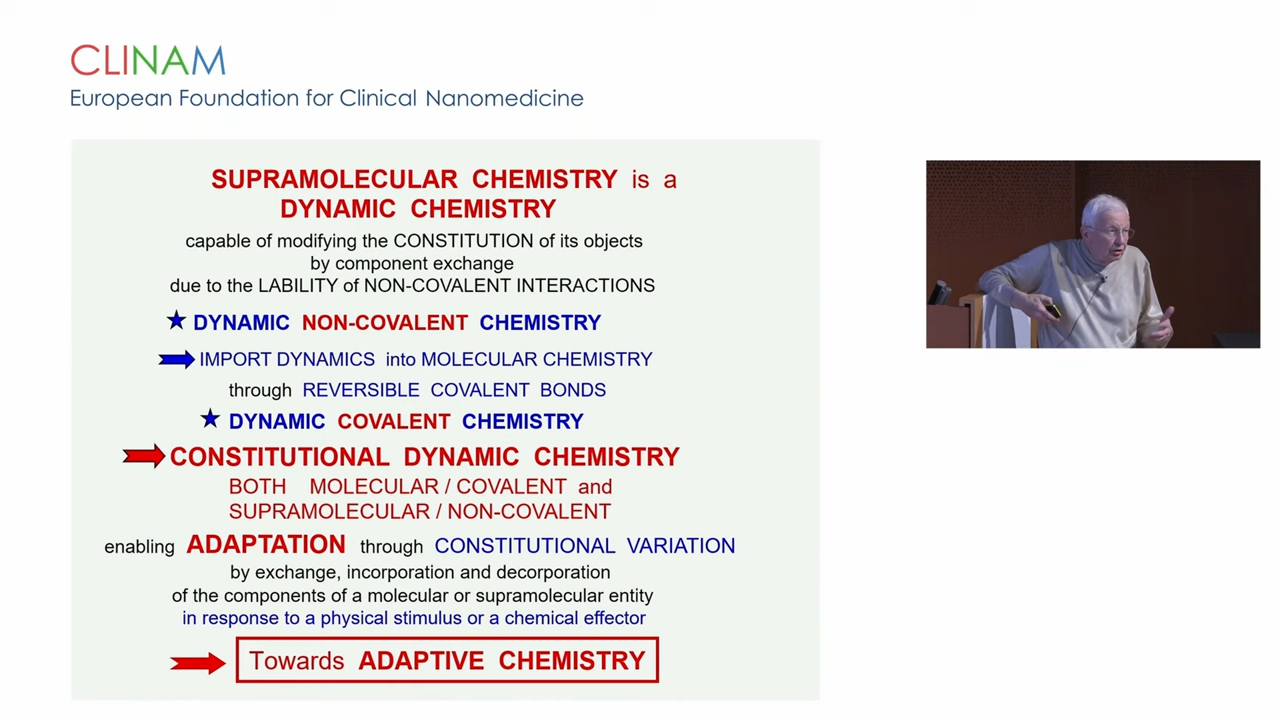 CLINAM
European Foundation for Clinical Nanomedicine
SUPRAMOLECULAR CHEMISTRY is a
DYNAMIC CHEMISTRY
capable of modifying the CONSTITUTION of its objects
by component exchange
due to the LABILITY of NON-COVALENT INTERACTIONS
★ DYNAMIC NON-COVALENT CHEMISTRY
IMPORT DYNAMICS into MOLECULAR CHEMISTRY
through REVERSIBLE COVALENT BONDS
★ DYNAMIC COVALENT CHEMISTRY
CONSTITUTIONAL DYNAMIC CHEMISTRY
BOTH MOLECULAR / COVALENT and
SUPRAMOLECULAR / NON-COVALENT
enabling ADAPTATION through CONSTITUTIONAL VARIATION
by exchange, incorporation and decorporation
of the components of a molecular or supramolecular entity
in response to a physical stimulus or a chemical effector
Towards ADAPTIVE CHEMISTRY